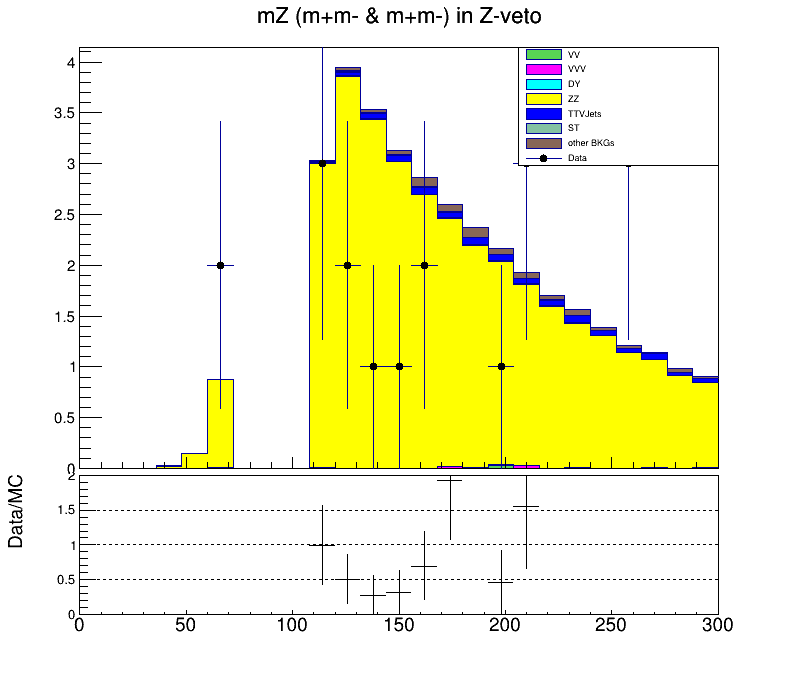 mZ (m+m- & m+m-) in Z-veto
4
3.5
3
2.5
2
1.5
1
0.5
0
VV
VVV
DY
ZZ
TTVJets
ST
other BKGs
Data
Data/MC
2
1.5
1
0.5
0
0 50 100 150 200 250 300